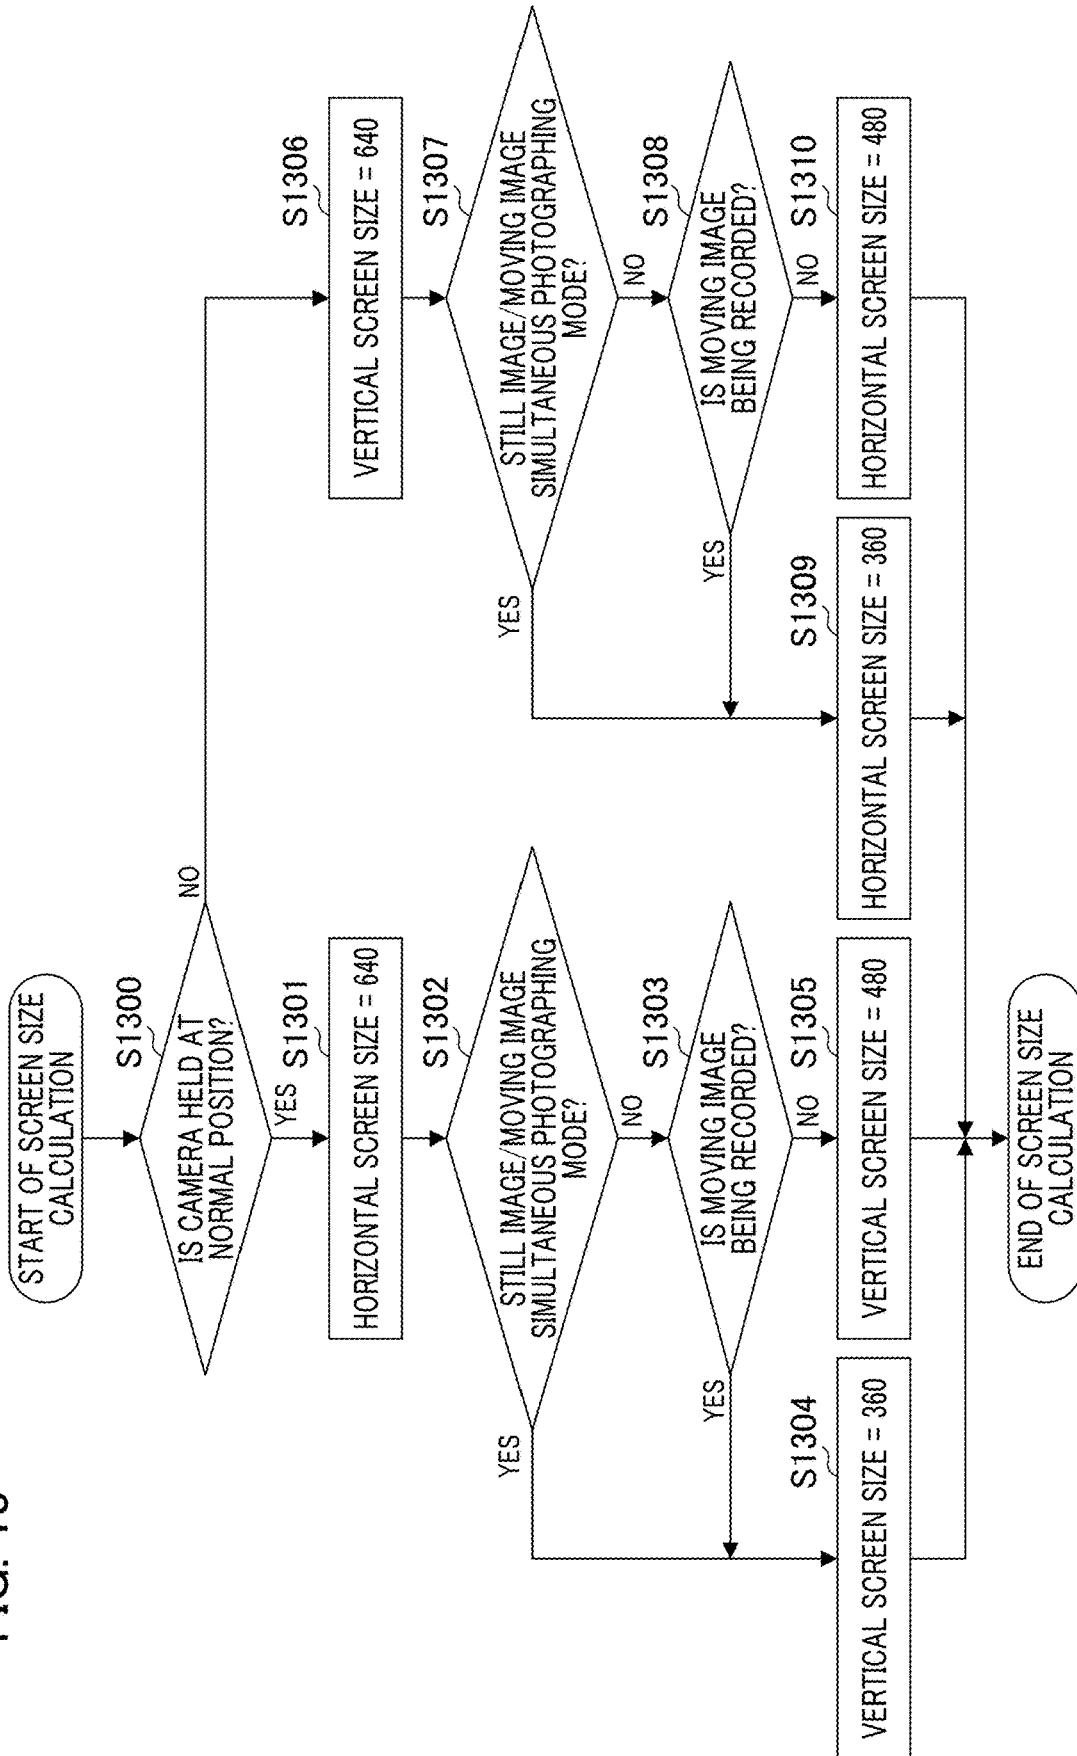 START OF SCREEN SIZE
CALCULATION
S1300
IS CAMERA HELD AT
NORMAL POSITION?
NO
YES
S1301
HORIZONTAL SCREEN SIZE = 640
S1302
STILL IMAGE/MOVING IMAGE
SIMULTANEOUS PHOTOGRAPHING
MODE?
YES
NO
S1303
IS MOVING IMAGE
BEING RECORDED?
YES
NO
S1304
VERTICAL SCREEN SIZE = 360
S1305
VERTICAL SCREEN SIZE = 480
S1306
VERTICAL SCREEN SIZE = 640
S1307
STILL IMAGE/MOVING IMAGE
SIMULTANEOUS PHOTOGRAPHING
MODE?
YES
NO
S1308
IS MOVING IMAGE
BEING RECORDED?
YES
NO
S1309
HORIZONTAL SCREEN SIZE = 360
S1310
HORIZONTAL SCREEN SIZE = 480
END OF SCREEN SIZE
CALCULATION